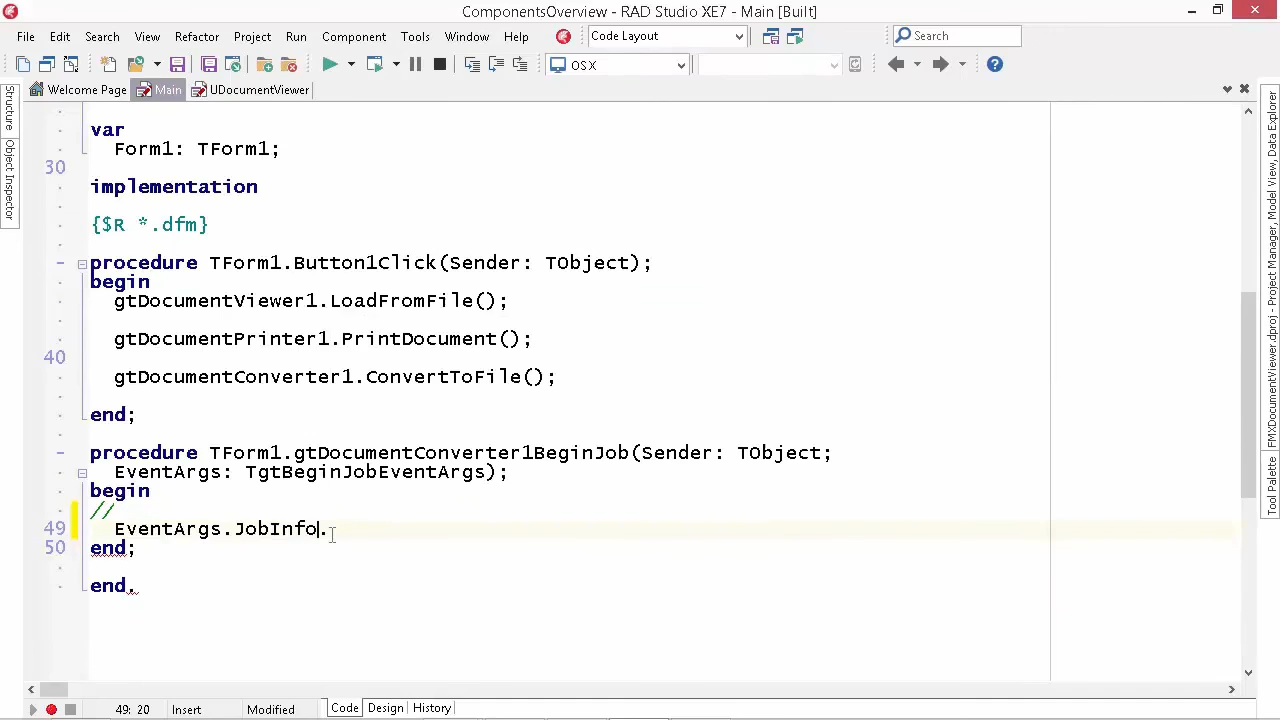 ComponentsOverview - RAD Studio XE7 - Main [Built]
File Edit Search View Refactor Project Run Component Tools Window Help Code Layout Search
OSX
Welcome Page Main UDocumentViewer
Structure
Object Inspector
var
Form1: TForm1;
30
implementation
{$R *.dfm}
procedure TForm1.Button1Click(Sender: TObject);
begin
gtDocumentViewer1.LoadFromFile();
gtDocumentPrinter1.PrintDocument();
40
gtDocumentConverter1.ConvertToFile();
end;
procedure TForm1.gtDocumentConverter1BeginJob(Sender: TObject;
EventArgs: TgtBeginJobEventArgs);
begin
//
49 EventArgs.JobInfo.
50 end;
end.
FMXDocumentViewer.dproj - Project Manager, Model View, Data Explorer
Tool Palette
49: 20 Insert Modified Code Design History